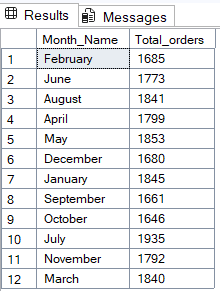 Results Messages
Month_Name Total_orders
1 February 1685
2 June 1773
3 August 1841
4 April 1799
5 May 1853
6 December 1680
7 January 1845
8 September 1661
9 October 1646
10 July 1935
11 November 1792
12 March 1840